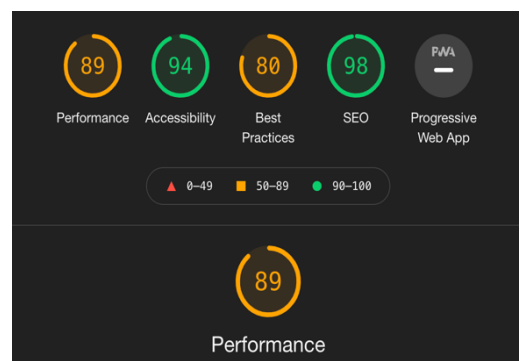 89 94 80 98 PWA
Performance Accessibility Best Practices SEO Progressive Web App
0–49 50–89 90–100
89
Performance